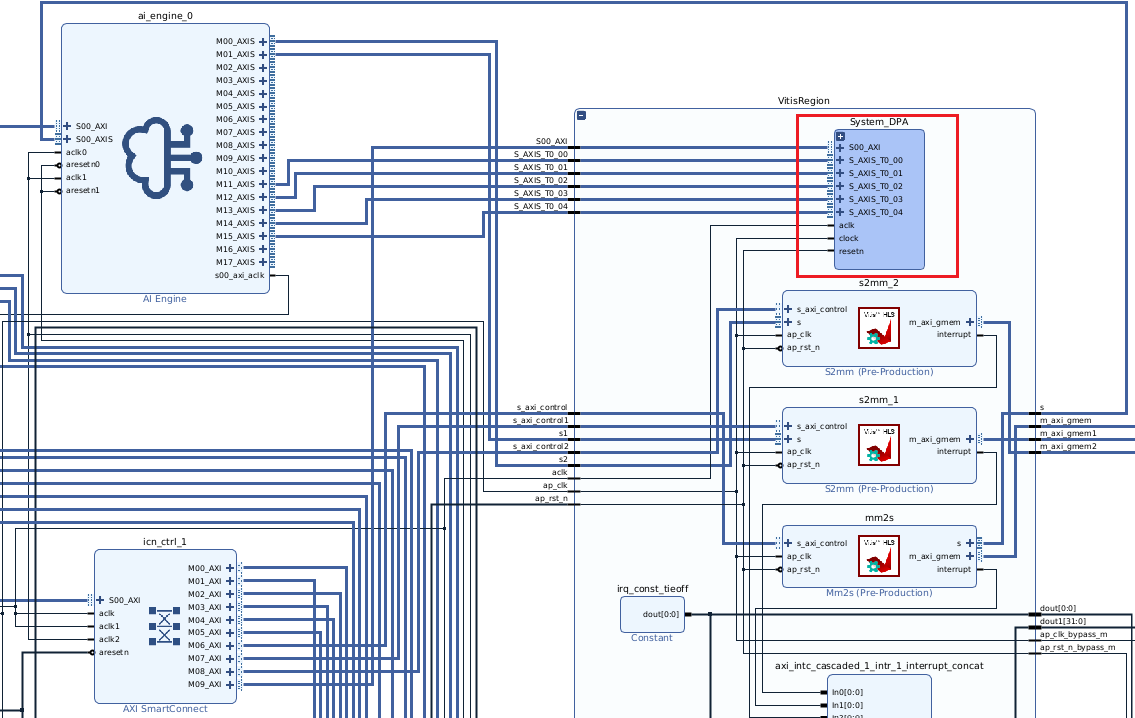 ai_engine_0
M00_AXIS
M01_AXIS
M02_AXIS
M03_AXIS
M04_AXIS
M05_AXIS
M06_AXIS
M07_AXIS
M08_AXIS
M09_AXIS
M10_AXIS
M11_AXIS
M12_AXIS
M13_AXIS
M14_AXIS
M15_AXIS
M16_AXIS
M17_AXIS
s00_axi_aclk
S00_AXI
S00_AXIS
aclk0
aresetn0
aclk1
aresetn1
AI Engine
VitisRegion
S00_AXI
S_AXIS_T0_00
S_AXIS_T0_01
S_AXIS_T0_02
S_AXIS_T0_03
S_AXIS_T0_04
System_DPA
S00_AXI
S_AXIS_T0_00
S_AXIS_T0_01
S_AXIS_T0_02
S_AXIS_T0_03
S_AXIS_T0_04
aclk
clock
resetn
s2mm_2
s_axi_control
s
ap_clk
ap_rst_n
Vitis™ HLS
m_axi_gmem
interrupt
S2mm (Pre-Production)
s_axi_control
s_axi_control1
s1
s_axi_control2
s2
aclk
ap_clk
ap_rst_n
s2mm_1
s_axi_control
s
ap_clk
ap_rst_n
Vitis™ HLS
m_axi_gmem
interrupt
S2mm (Pre-Production)
s
m_axi_gmem
m_axi_gmem1
m_axi_gmem2
mm2s
s_axi_control
ap_clk
ap_rst_n
Vitis™ HLS
s
m_axi_gmem
interrupt
Mm2s (Pre-Production)
icn_ctrl_1
S00_AXI
aclk
aclk1
aclk2
aresetn
M00_AXI
M01_AXI
M02_AXI
M03_AXI
M04_AXI
M05_AXI
M06_AXI
M07_AXI
M08_AXI
M09_AXI
AXI SmartConnect
irq_const_tieoff
dout[0:0]
Constant
dout[0:0]
dout1[31:0]
ap_clk_bypass_m
ap_rst_n_bypass_m
axi_intc_cascaded_1_intr_1_interrupt_concat
In0[0:0]
In1[0:0]